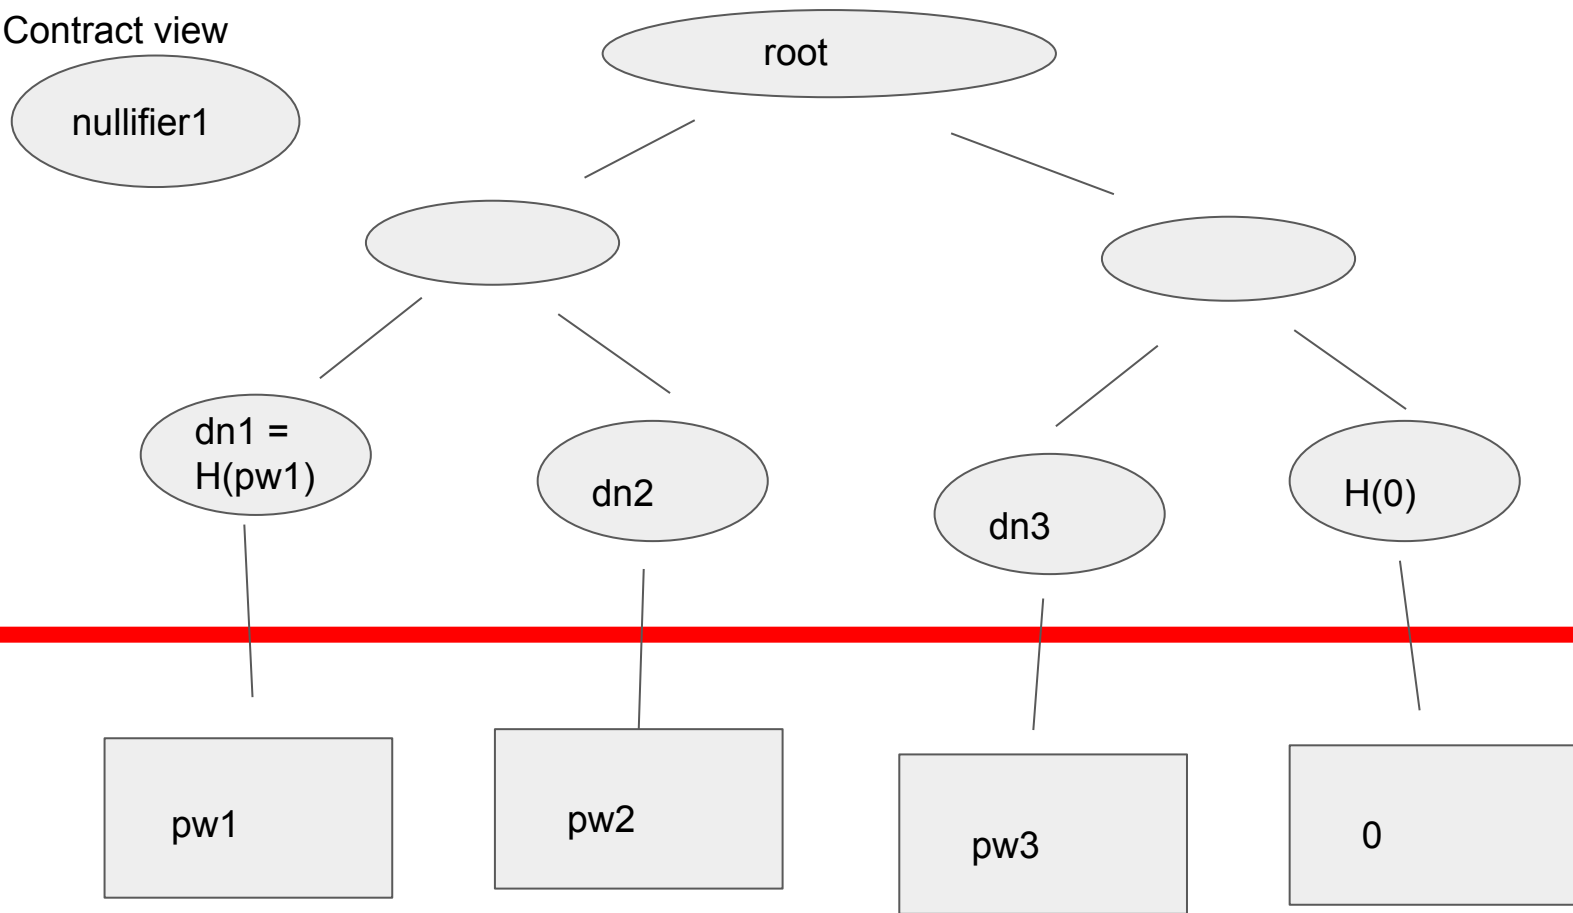 Contract view
root
nullifier1
dn1 =
H(pw1)
dn2
dn3
H(0)
pw1
pw2
pw3
0